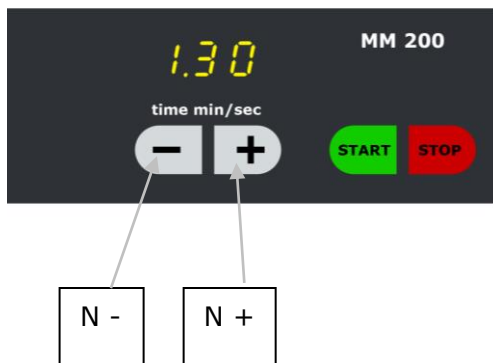 MM 200
1.30
time min/sec
− +
START STOP
N - N +